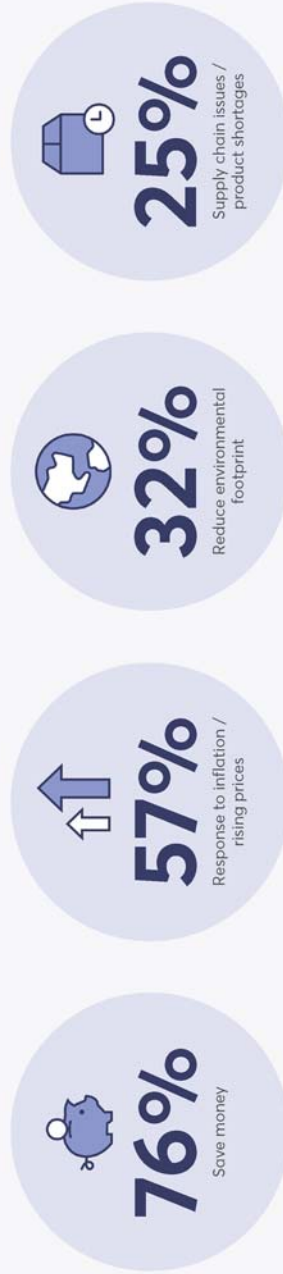 76%
Save money
57%
Response to inflation /
rising prices
32%
Reduce environmental
footprint
25%
Supply chain issues /
product shortages